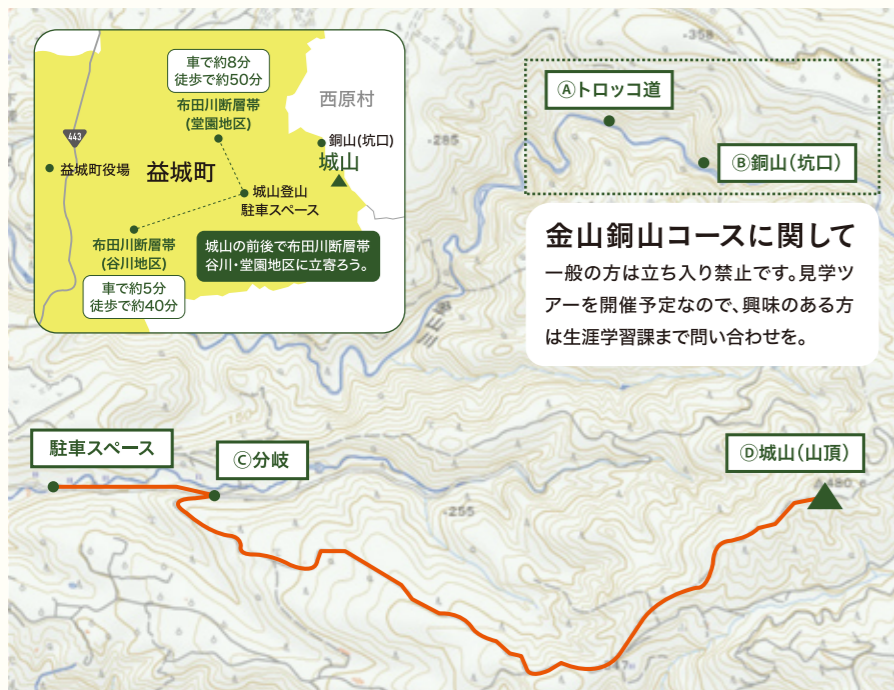 車で約8分
徒歩で約50分
布田川断層帯
(堂園地区)
西原村
443
銅山(坑口)
城山
益城町役場
益城町
城山登山
駐車スペース
布田川断層帯
(谷川地区)
城山の前後で布田川断層帯
谷川・堂園地区に立寄ろう。
車で約5分
徒歩で約40分
・358
・285
Ⓐトロッコ道
Ⓑ銅山(坑口)
金山銅山コースに関して
一般の方は立ち入り禁止です。見学ツ
アーを開催予定なので、興味のある方
は生涯学習課まで問い合わせを。
150
駐車スペース
Ⓒ分岐
Ⓓ城山(山頂)
・255